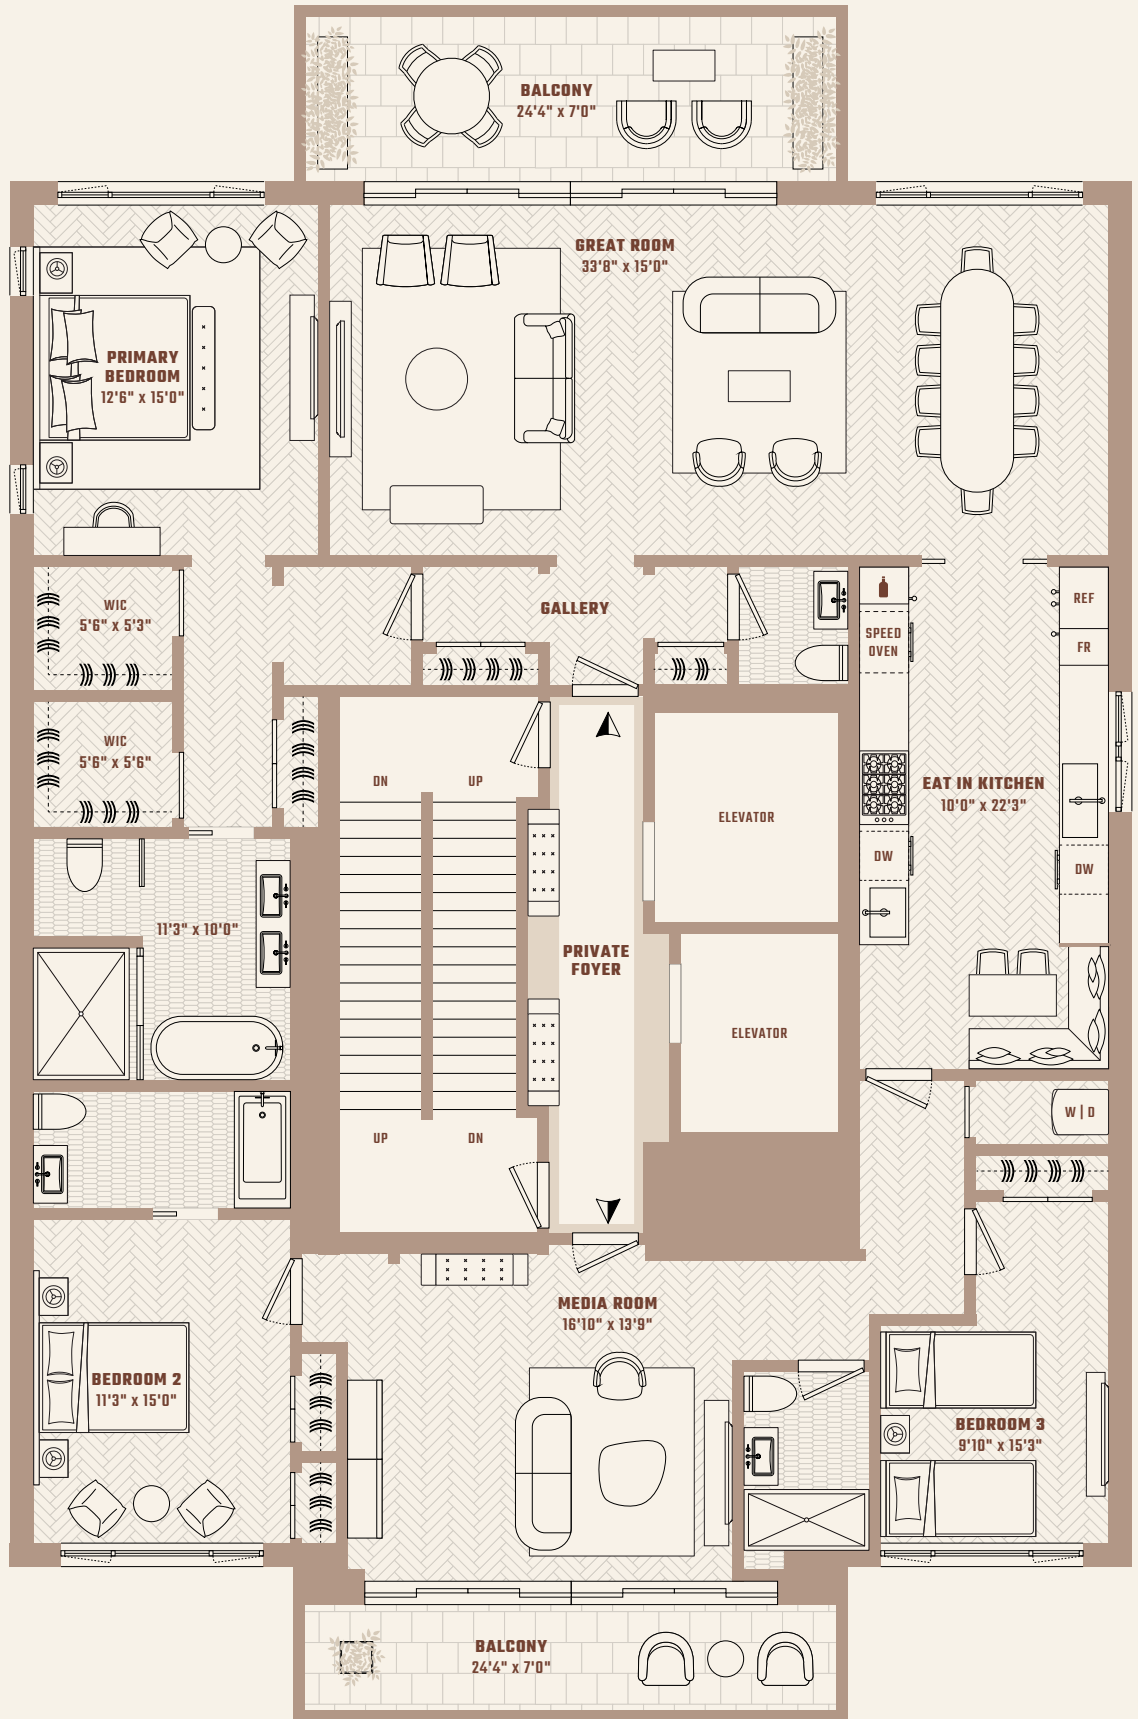 BALCONY
24'4" x 7'0"
GREAT ROOM
33'8" x 15'0"
PRIMARY
BEDROOM
12'6" x 15'0"
WIC
5'6" x 5'3"
GALLERY
SPEED
OVEN
REF
FR
WIC
5'6" x 5'6"
DN
UP
ELEVATOR
EAT IN KITCHEN
10'0" x 22'3"
DW
DW
11'3" x 10'0"
PRIVATE
FOYER
ELEVATOR
W | D
UP
DN
MEDIA ROOM
16'10" x 13'9"
BEDROOM 2
11'3" x 15'0"
BEDROOM 3
9'10" x 15'3"
BALCONY
24'4" x 7'0"